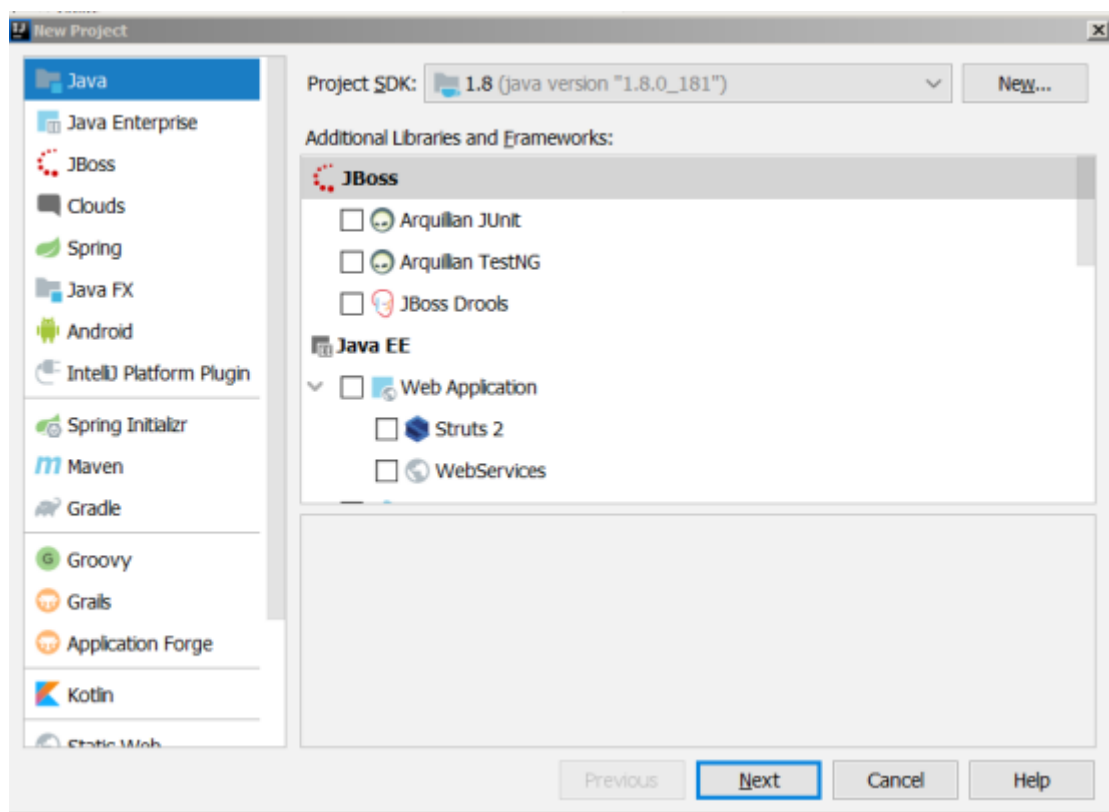 New Project
Java
Java Enterprise
JBoss
Clouds
Spring
Java FX
Android
IntelliJ Platform Plugin
Spring Initializr
Maven
Gradle
Groovy
Grails
Application Forge
Kotlin
Static Web
Project SDK: 1.8 (java version "1.8.0_181") New...
Additional Libraries and Frameworks:
JBoss
Arquillian JUnit
Arquillian TestNG
JBoss Drools
Java EE
Web Application
Struts 2
WebServices
Previous Next Cancel Help